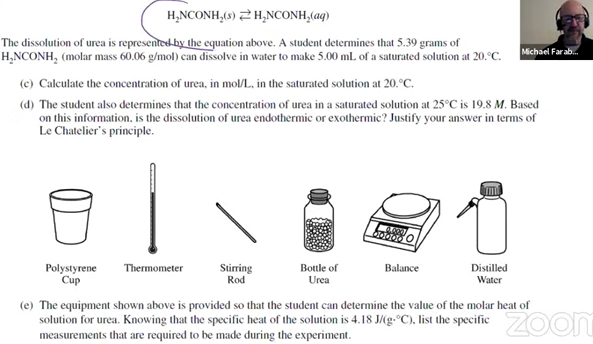 H₂NCONH₂(s) ⇄ H₂NCONH₂(aq)
Michael Farab...
The dissolution of urea is represented by the equation above. A student determines that 5.39 grams of
H₂NCONH₂ (molar mass 60.06 g/mol) can dissolve in water to make 5.00 mL of a saturated solution at 20.°C.
(c) Calculate the concentration of urea, in mol/L, in the saturated solution at 20.°C.
(d) The student also determines that the concentration of urea in a saturated solution at 25°C is 19.8 M. Based
on this information, is the dissolution of urea endothermic or exothermic? Justify your answer in terms of
Le Chatelier's principle.
0.000
Polystyrene Thermometer Stirring Bottle of Balance Distilled
Cup Rod Urea Water
(e) The equipment shown above is provided so that the student can determine the value of the molar heat of
solution for urea. Knowing that the specific heat of the solution is 4.18 J/(g·°C), list the specific
measurements that are required to be made during the experiment.
zoom